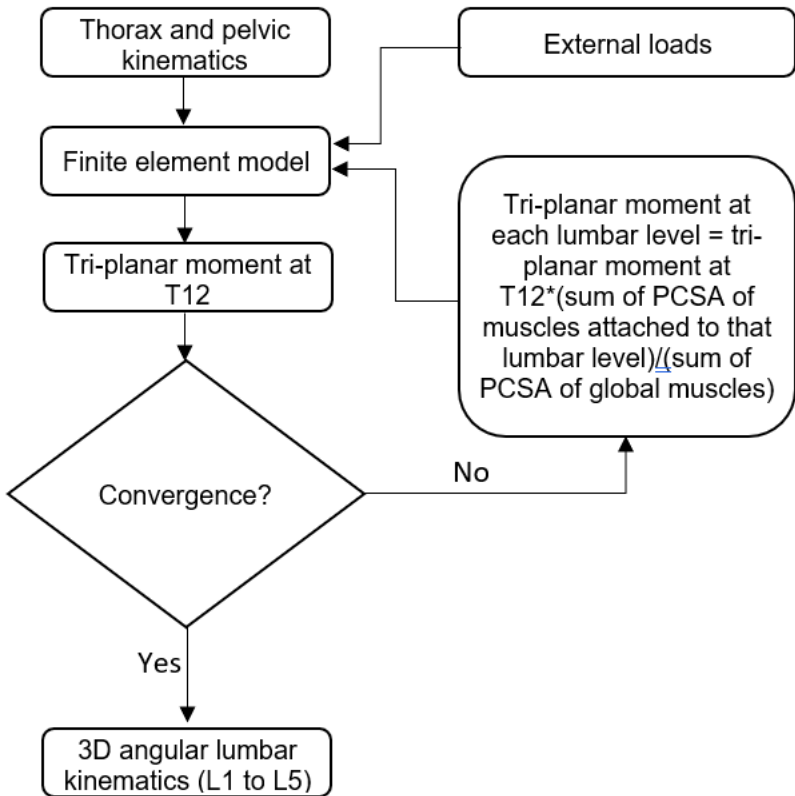 Thorax and pelvic
kinematics
External loads
Finite element model
Tri-planar moment at
each lumbar level = tri-
planar moment at
T12*(sum of PCSA of
muscles attached to that
lumbar level)/(sum of
PCSA of global muscles)
Tri-planar moment at
T12
Convergence?
No
Yes
3D angular lumbar
kinematics (L1 to L5)